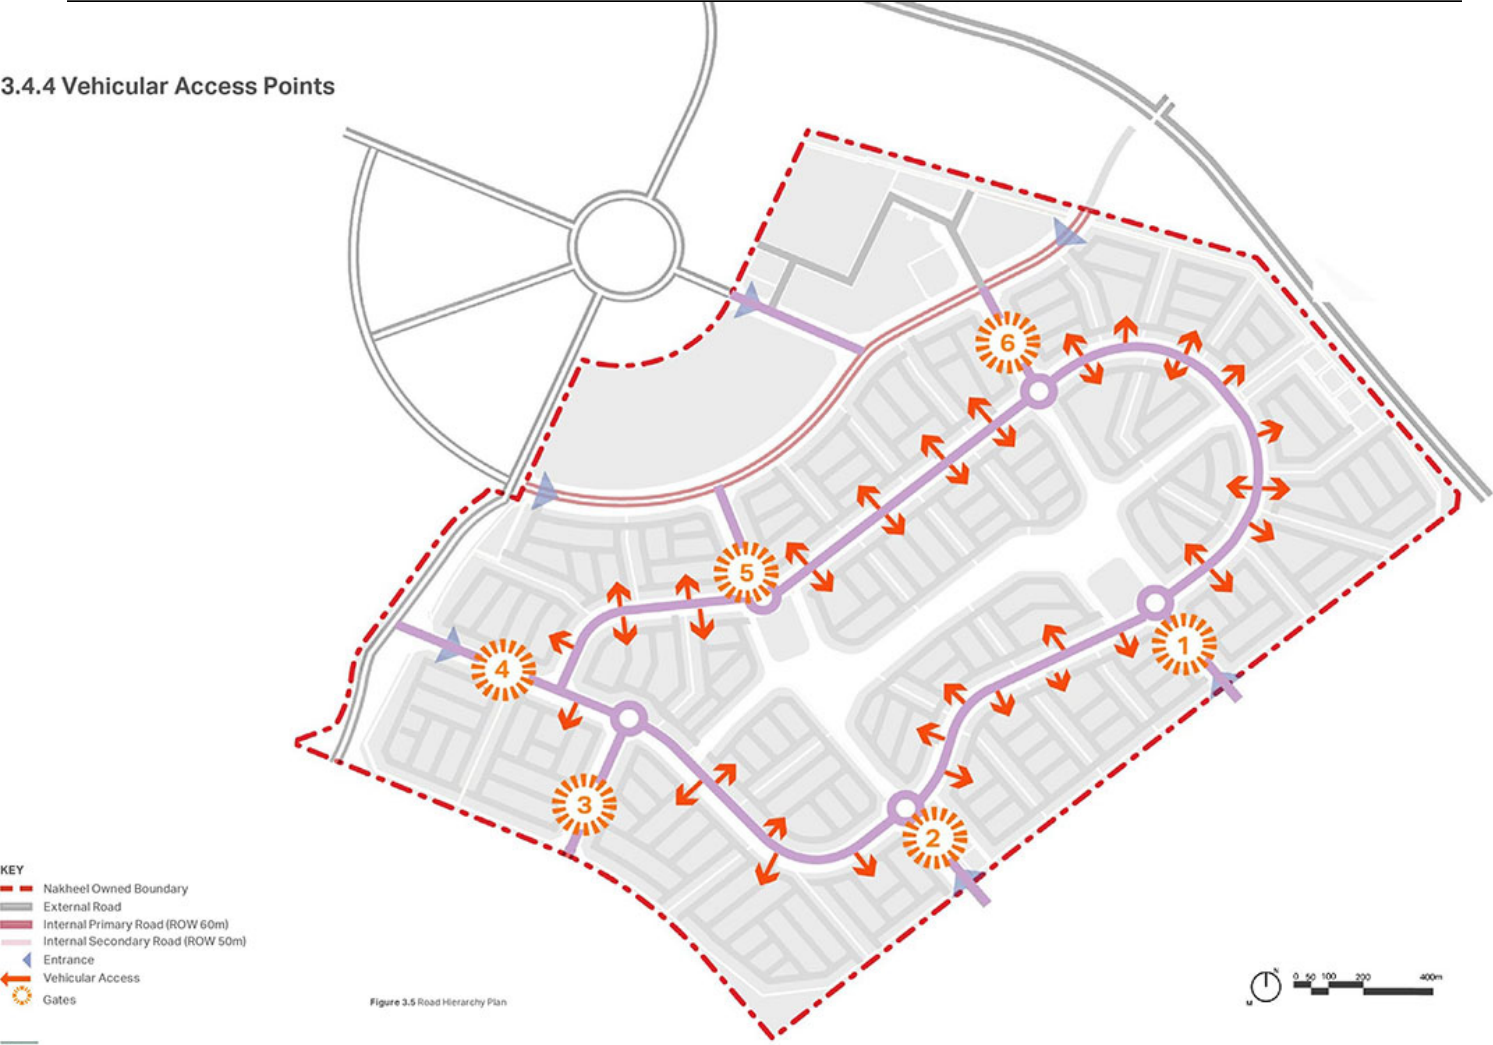 3.4.4 Vehicular Access Points
6
5
4
1
3
2
KEY
Nakheel Owned Boundary
External Road
Internal Primary Road (ROW 60m)
Internal Secondary Road (ROW 50m)
Entrance
Vehicular Access
Gates
Figure 3.5 Road Hierarchy Plan
N
M
0 50 100 200 400m